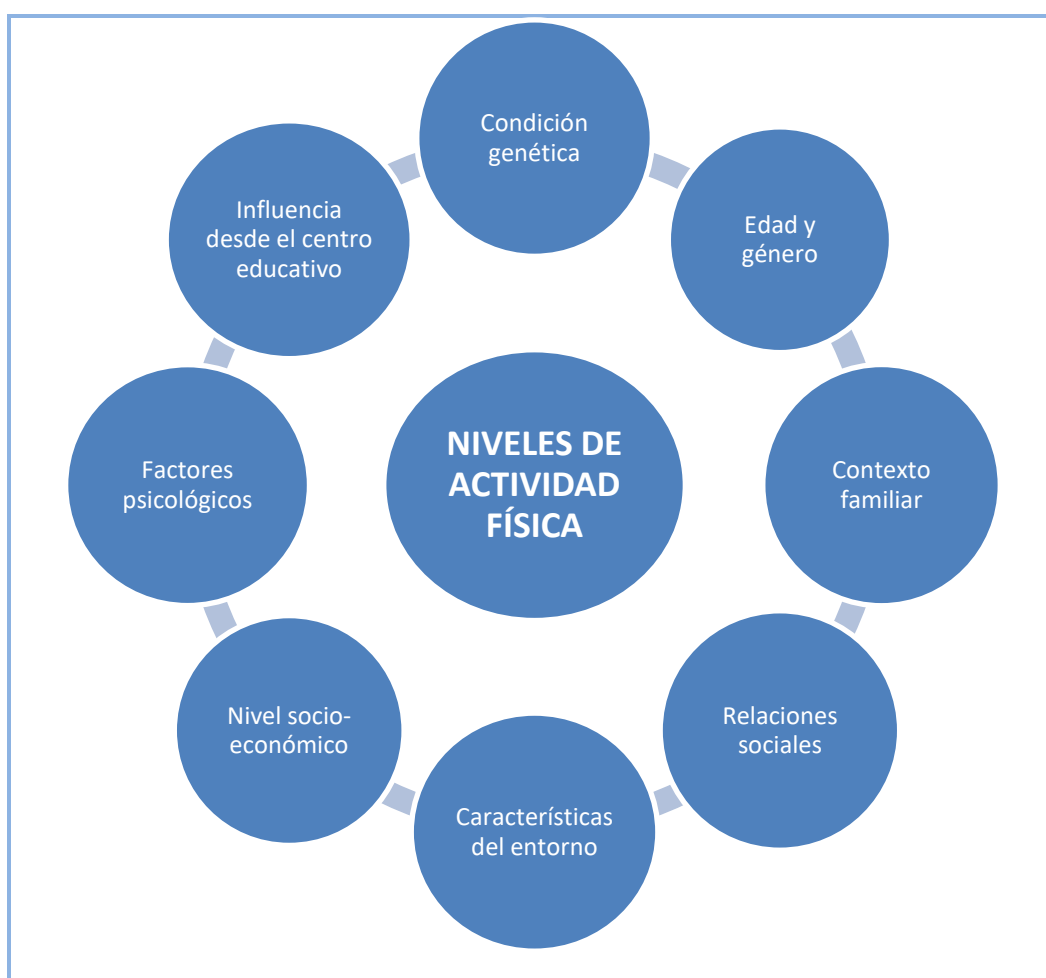 Condición
genética
Edad y
género
Contexto
familiar
Relaciones
sociales
Características
del entorno
Nivel socio-
económico
Factores
psicológicos
Influencia
desde el centro
educativo
NIVELES DE
ACTIVIDAD
FÍSICA